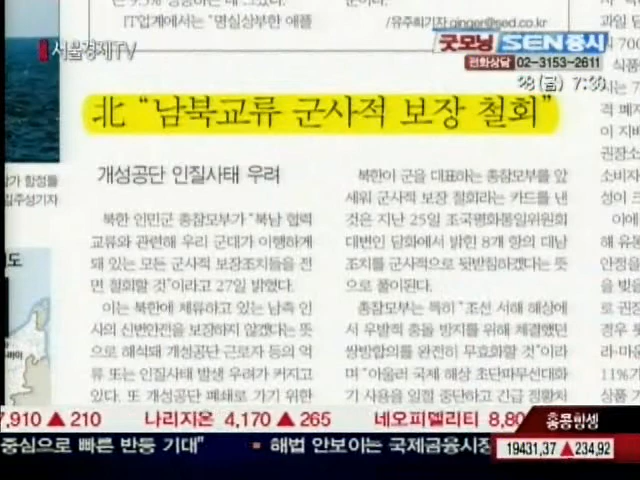 9.5% 성장하는 데 그쳤다.
IT업계에서는 "명실상부한 애플
/유주희기자 ginger@sed.co.kr
서울경제TV
굿모닝 SEN증시
전화상담 02-3153-2611
28(금) 7:30
北 "남북교류 군사적 보장 철회"
개성공단 인질사태 우려
북한 인민군 총참모부가 "북남 협력
교류와 관련해 우리 군대가 이행하게
돼 있는 모든 군사적 보장조치들을 전
면 철회할 것"이라고 27일 밝혔다.
이는 북한에 체류하고 있는 남측 인
사의 신변안전을 보장하지 않겠다는 뜻
으로 해석돼 개성공단 근로자 등의 억
류 또는 인질사태 발생 우려가 커지고
있다. 또 개성공단 폐쇄로 가기 위한
북한이 군을 대표하는 총참모부를 앞
세워 군사적 보장 철회라는 카드를 낸
것은 지난 25일 조국평화통일위원회
대변인 담화에서 밝힌 8개 항의 대남
조치를 군사적으로 뒷받침하겠다는 뜻
으로 풀이된다.
총참모부는 특히 "조선 서해 해상에
서 우발적 충돌 방지를 위해 체결했던
쌍방합의를 완전히 무효화할 것"이라
며 "아울러 국제 해상 초단파무선대화
기 사용을 일절 중단하고 긴급 정황처
7,910 ▲ 210 나리지온 4,170 ▲ 265 네오피델리티 8,80
홍콩항셍
중심으로 빠른 반등 기대" 해법 안보이는 국제금융시장
19431,37 ▲234,92